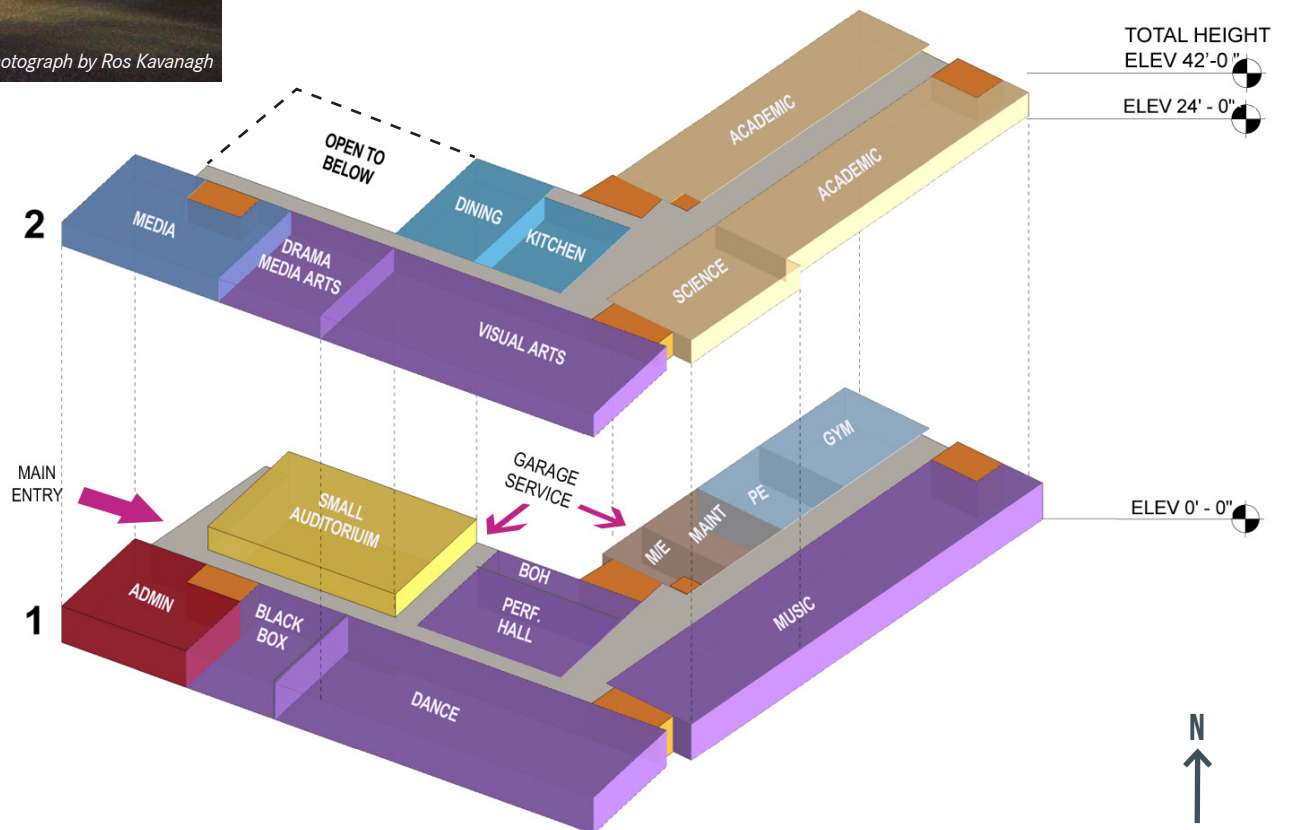 otograph by Ros Kavanagh
TOTAL HEIGHT
ELEV 42'-0"
ELEV 24' - 0"
2
OPEN TO
BELOW
ACADEMIC
ACADEMIC
MEDIA
DRAMA
MEDIA ARTS
DINING
KITCHEN
SCIENCE
VISUAL ARTS
MAIN
ENTRY
GARAGE
SERVICE
SMALL
AUDITORIUIM
GYM
PE
MAINT
M/E
ELEV 0' - 0"
1
ADMIN
BLACK
BOX
BOH
PERF.
HALL
MUSIC
DANCE
N